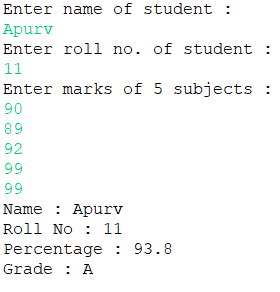 Enter name of student :
Apurv
Enter roll no. of student :
11
Enter marks of 5 subjects :
90
89
92
99
99
Name : Apurv
Roll No : 11
Percentage : 93.8
Grade : A